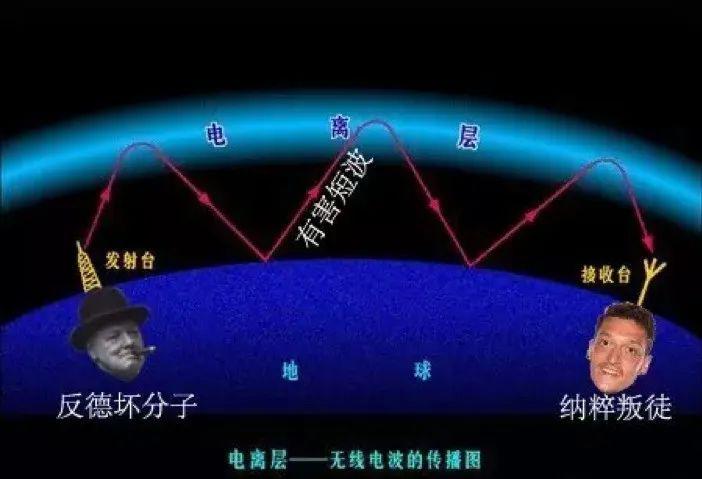 电离层
有害短波
发射台
接收台
地球
反德坏分子
纳粹叛徒
电离层——无线电波的传播图